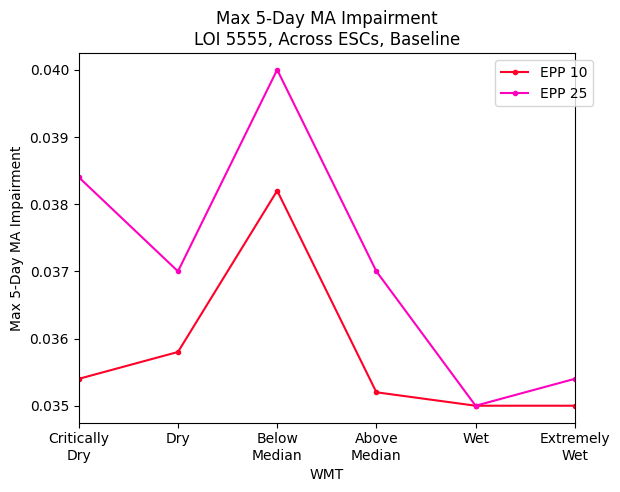 Max 5-Day MA Impairment
LOI 5555, Across ESCs, Baseline
EPP 10
EPP 25
Max 5-Day MA Impairment
0.040
0.039
0.038
0.037
0.036
0.035
Critically
Dry
Dry
Below
Median
Above
Median
Wet
Extremely
Wet
WMT